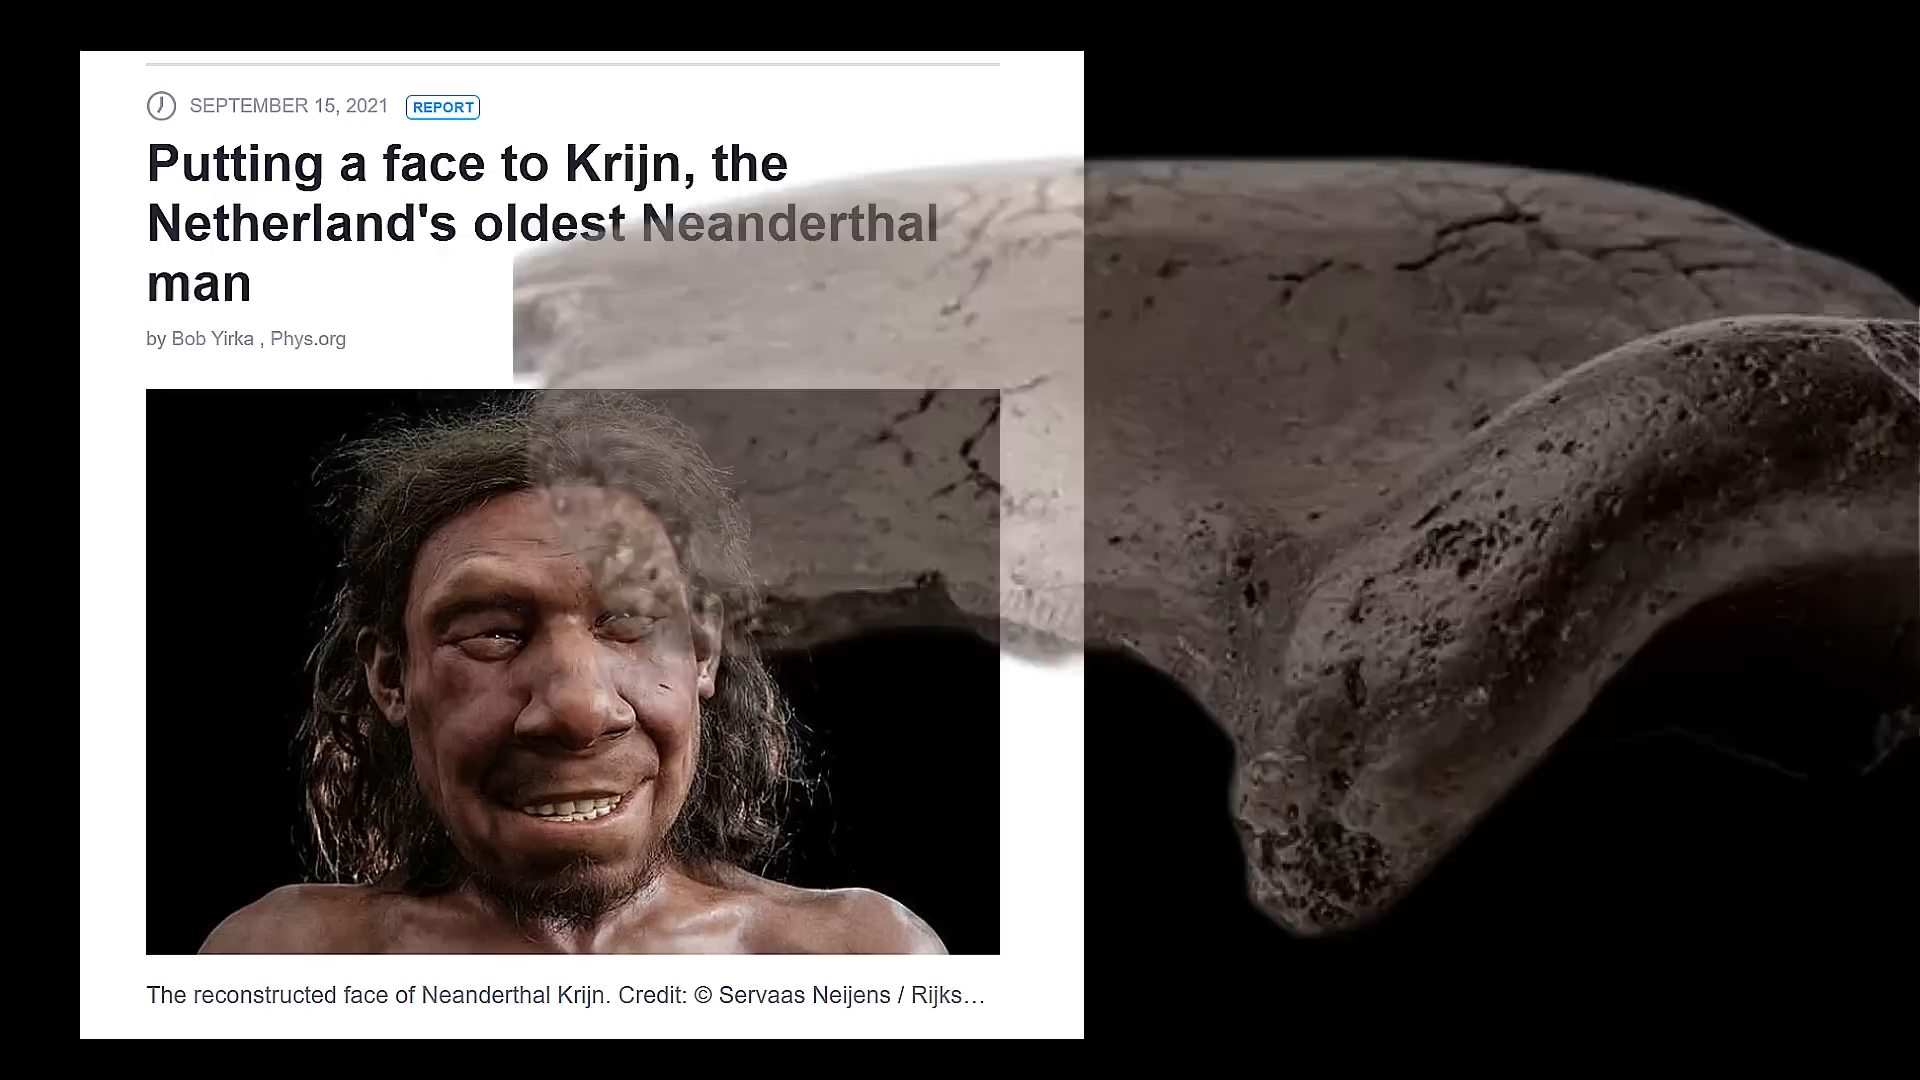 SEPTEMBER 15, 2021 REPORT
Putting a face to Krijn, the
Netherland's oldest Neanderthal
man
by Bob Yirka , Phys.org
The reconstructed face of Neanderthal Krijn. Credit: © Servaas Neijens / Rijks…